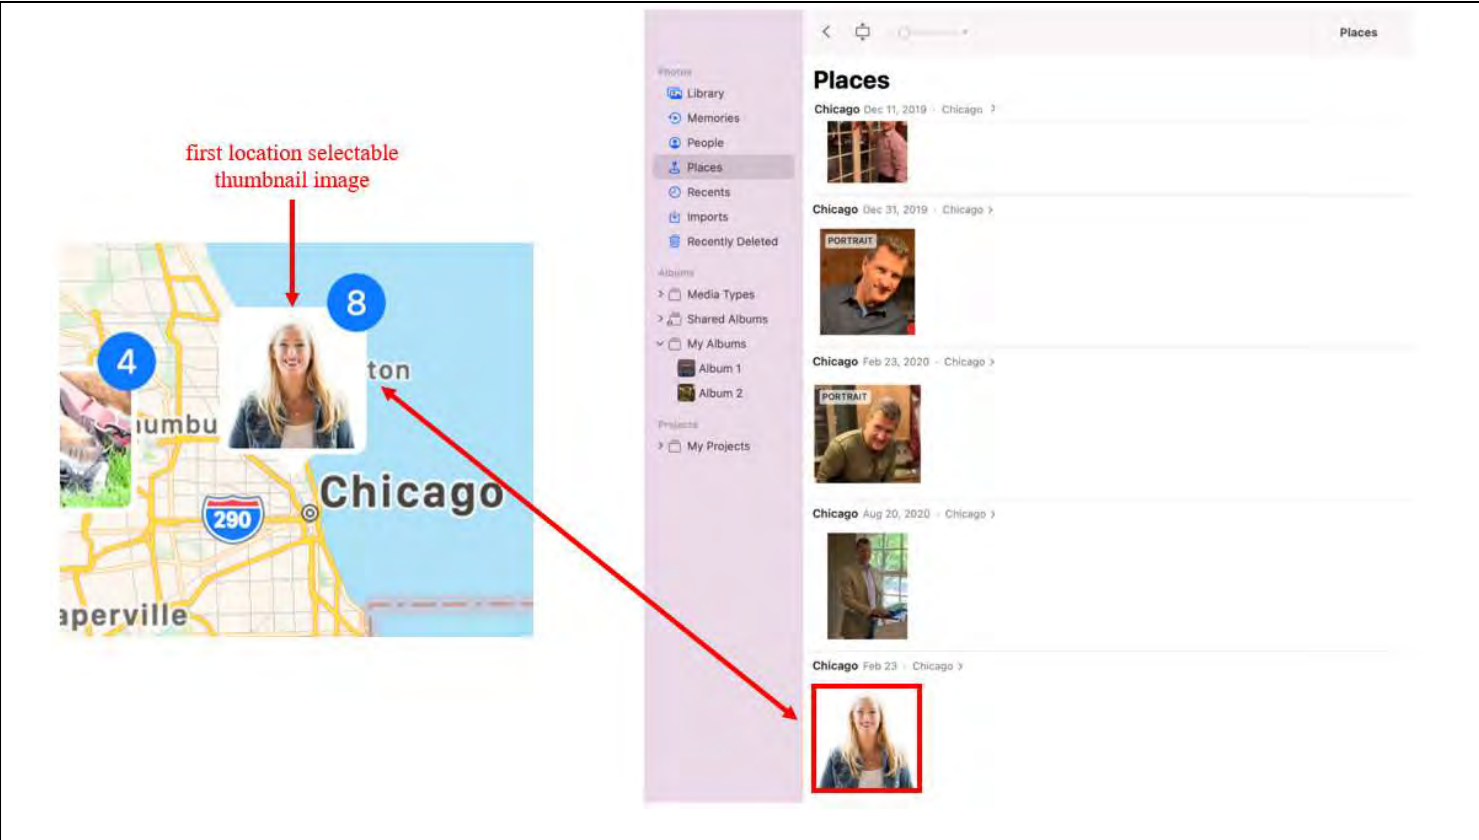 first location selectable
thumbnail image
8
4
ton
umbu
Chicago
290
aperville
Photos
Library
Memories
People
Places
Recents
Imports
Recently Deleted
Albums
Media Types
Shared Albums
My Albums
Album 1
Album 2
Projects
My Projects
Places
Places
Chicago Dec 11, 2019 · Chicago >
Chicago Dec 31, 2019 · Chicago >
PORTRAIT
Chicago Feb 23, 2020 · Chicago >
PORTRAIT
Chicago Aug 20, 2020 · Chicago >
Chicago Feb 23 · Chicago >